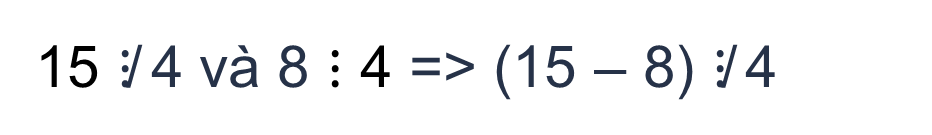 15 ⋮̸ 4 và 8 ⋮ 4 => (15 – 8) ⋮̸ 4